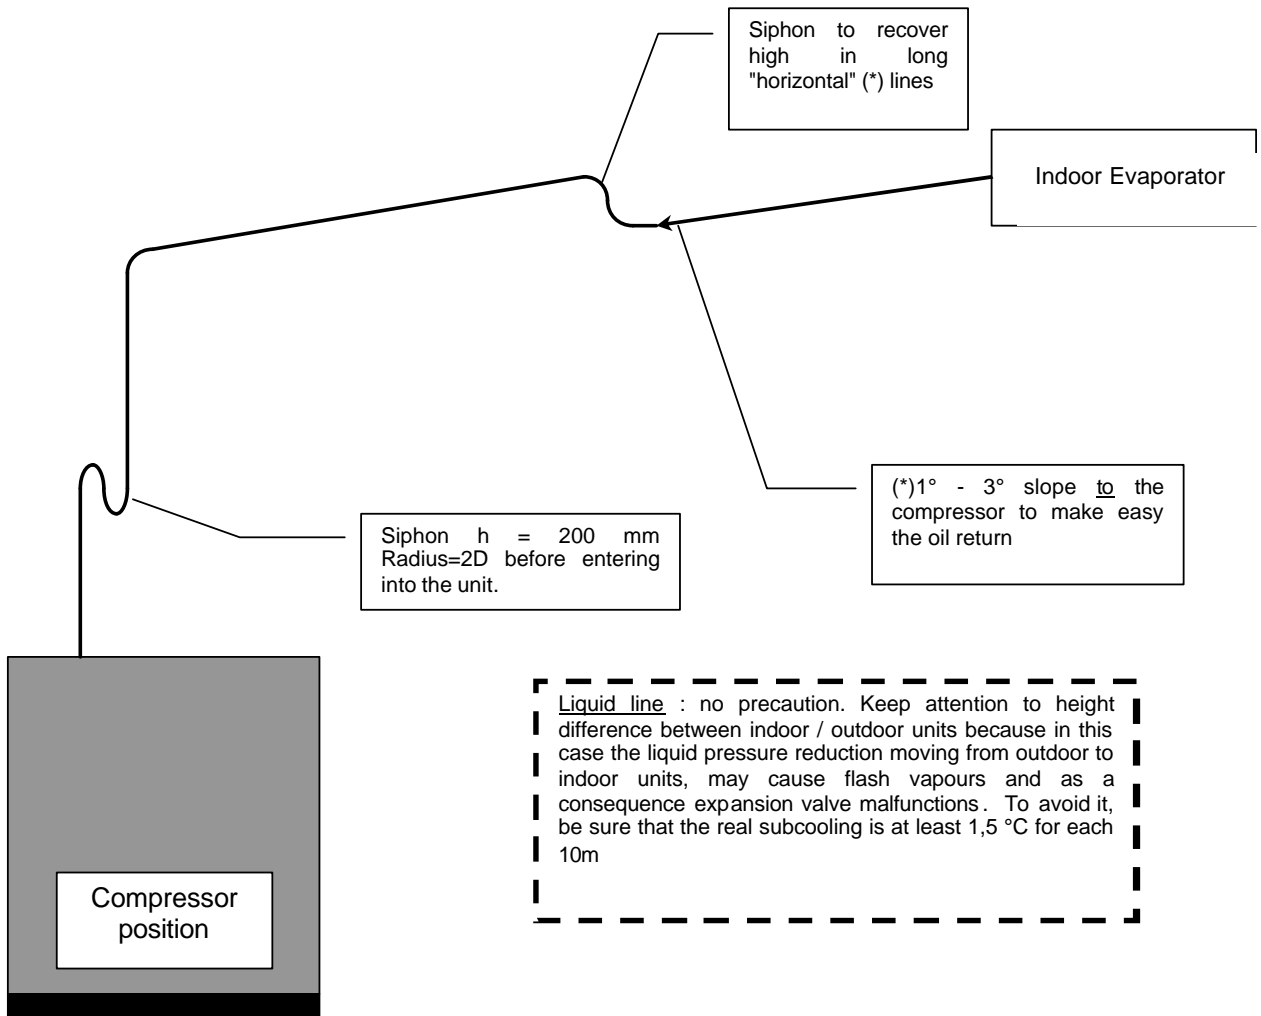 Siphon to recover
high in long
"horizontal" (*) lines
Indoor Evaporator
(*)1° - 3° slope to the
compressor to make easy
the oil return
Siphon h = 200 mm
Radius=2D before entering
into the unit.
Liquid line : no precaution. Keep attention to height
difference between indoor / outdoor units because in this
case the liquid pressure reduction moving from outdoor to
indoor units, may cause flash vapours and as a
consequence expansion valve malfunctions. To avoid it,
be sure that the real subcooling is at least 1,5 °C for each
10m
Compressor
position